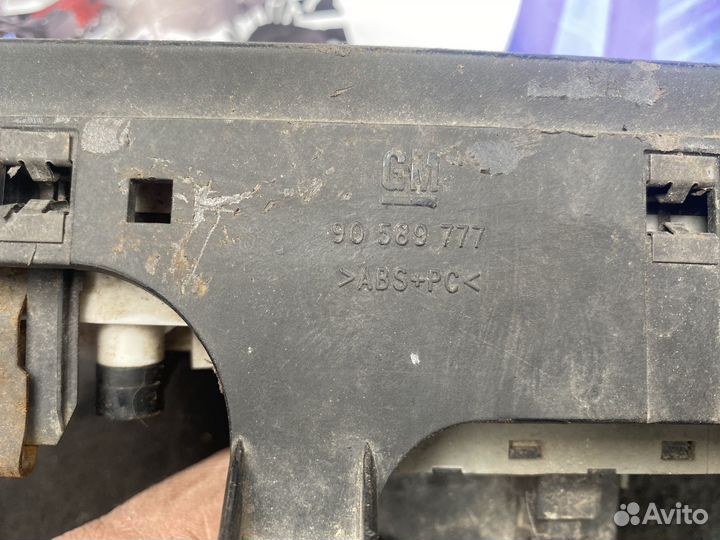 GM
90 589 777
>ABS+PC<
Avito